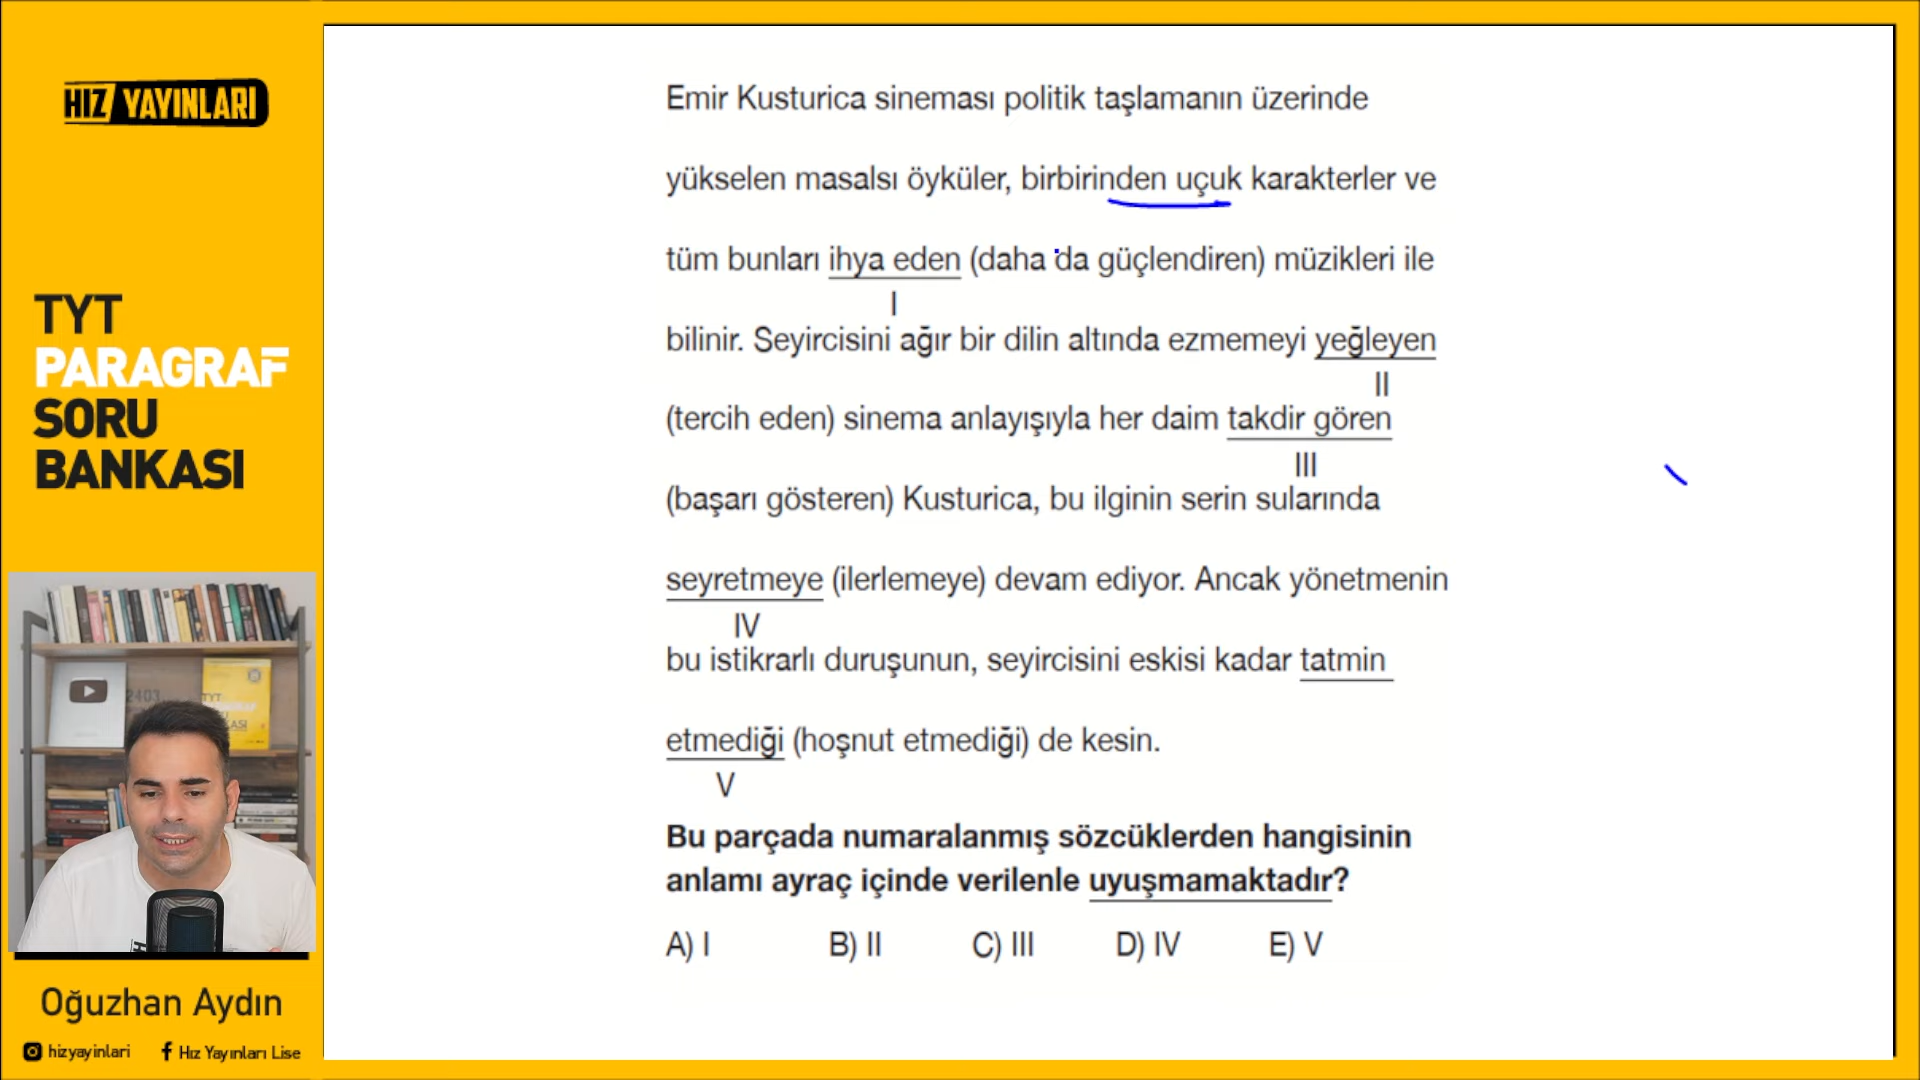 HIZ YAYINLARI
TYT
PARAGRAF
SORU
BANKASI
Oğuzhan Aydın
hizyayinlari
Hız Yayınları Lise
Emir Kusturica sineması politik taşlamanın üzerinde
yükselen masalsı öyküler, birbirinden uçuk karakterler ve
tüm bunları ihya eden (daha da güçlendiren) müzikleri ile
I
bilinir. Seyircisini ağır bir dilin altında ezmemeyi yeğleyen
II
(tercih eden) sinema anlayışıyla her daim takdir gören
III
(başarı gösteren) Kusturica, bu ilginin serin sularında
seyretmeye (ilerlemeye) devam ediyor. Ancak yönetmenin
IV
bu istikrarlı duruşunun, seyircisini eskisi kadar tatmin
etmediği (hoşnut etmediği) de kesin.
V
Bu parçada numaralanmış sözcüklerden hangisinin
anlamı ayraç içinde verilenle uyuşmamaktadır?
A) I B) II C) III D) IV E) V